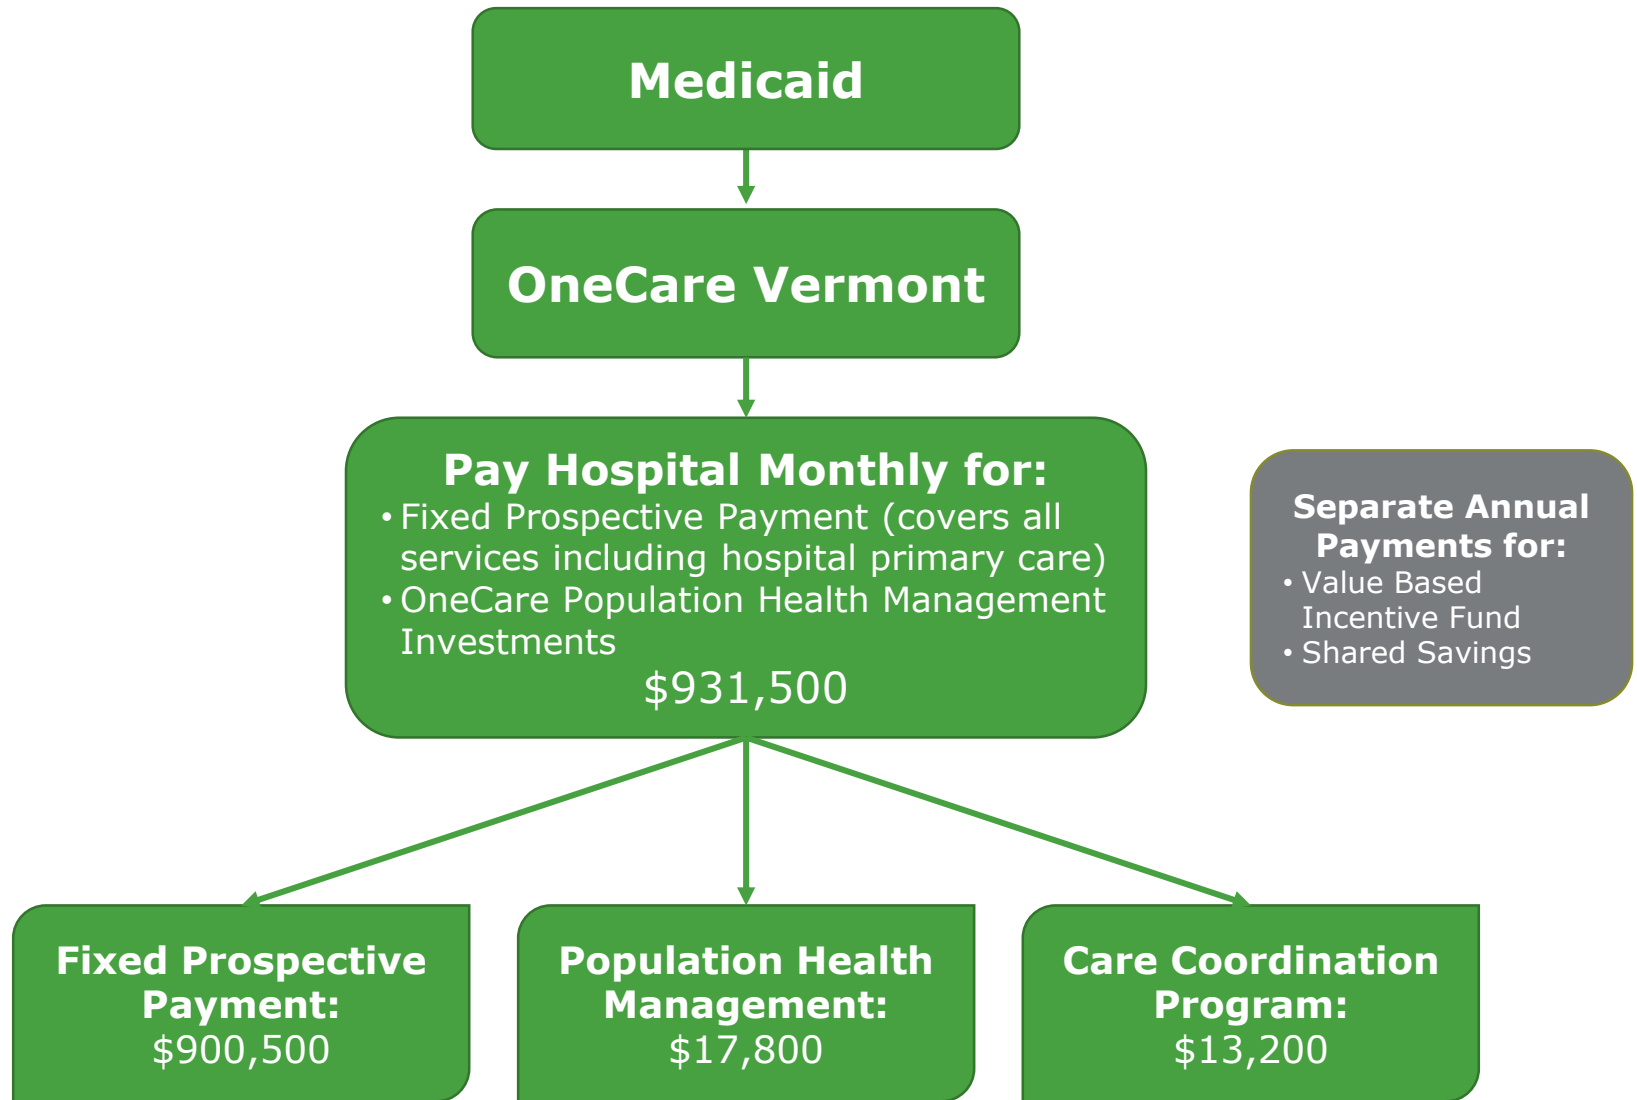 Medicaid
OneCare Vermont
Pay Hospital Monthly for:
• Fixed Prospective Payment (covers all
services including hospital primary care)
• OneCare Population Health Management
Investments
$931,500
Separate Annual
Payments for:
• Value Based
Incentive Fund
• Shared Savings
Fixed Prospective
Payment:
$900,500
Population Health
Management:
$17,800
Care Coordination
Program:
$13,200